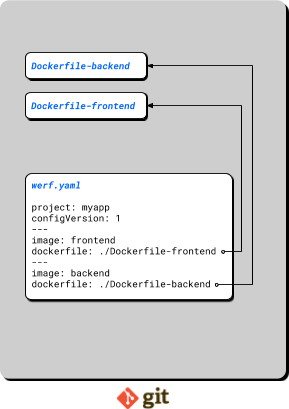 Dockerfile-backend
Dockerfile-frontend
werf.yaml
project: myapp
configVersion: 1
---
image: frontend
dockerfile: ./Dockerfile-frontend
---
image: backend
dockerfile: ./Dockerfile-backend
git